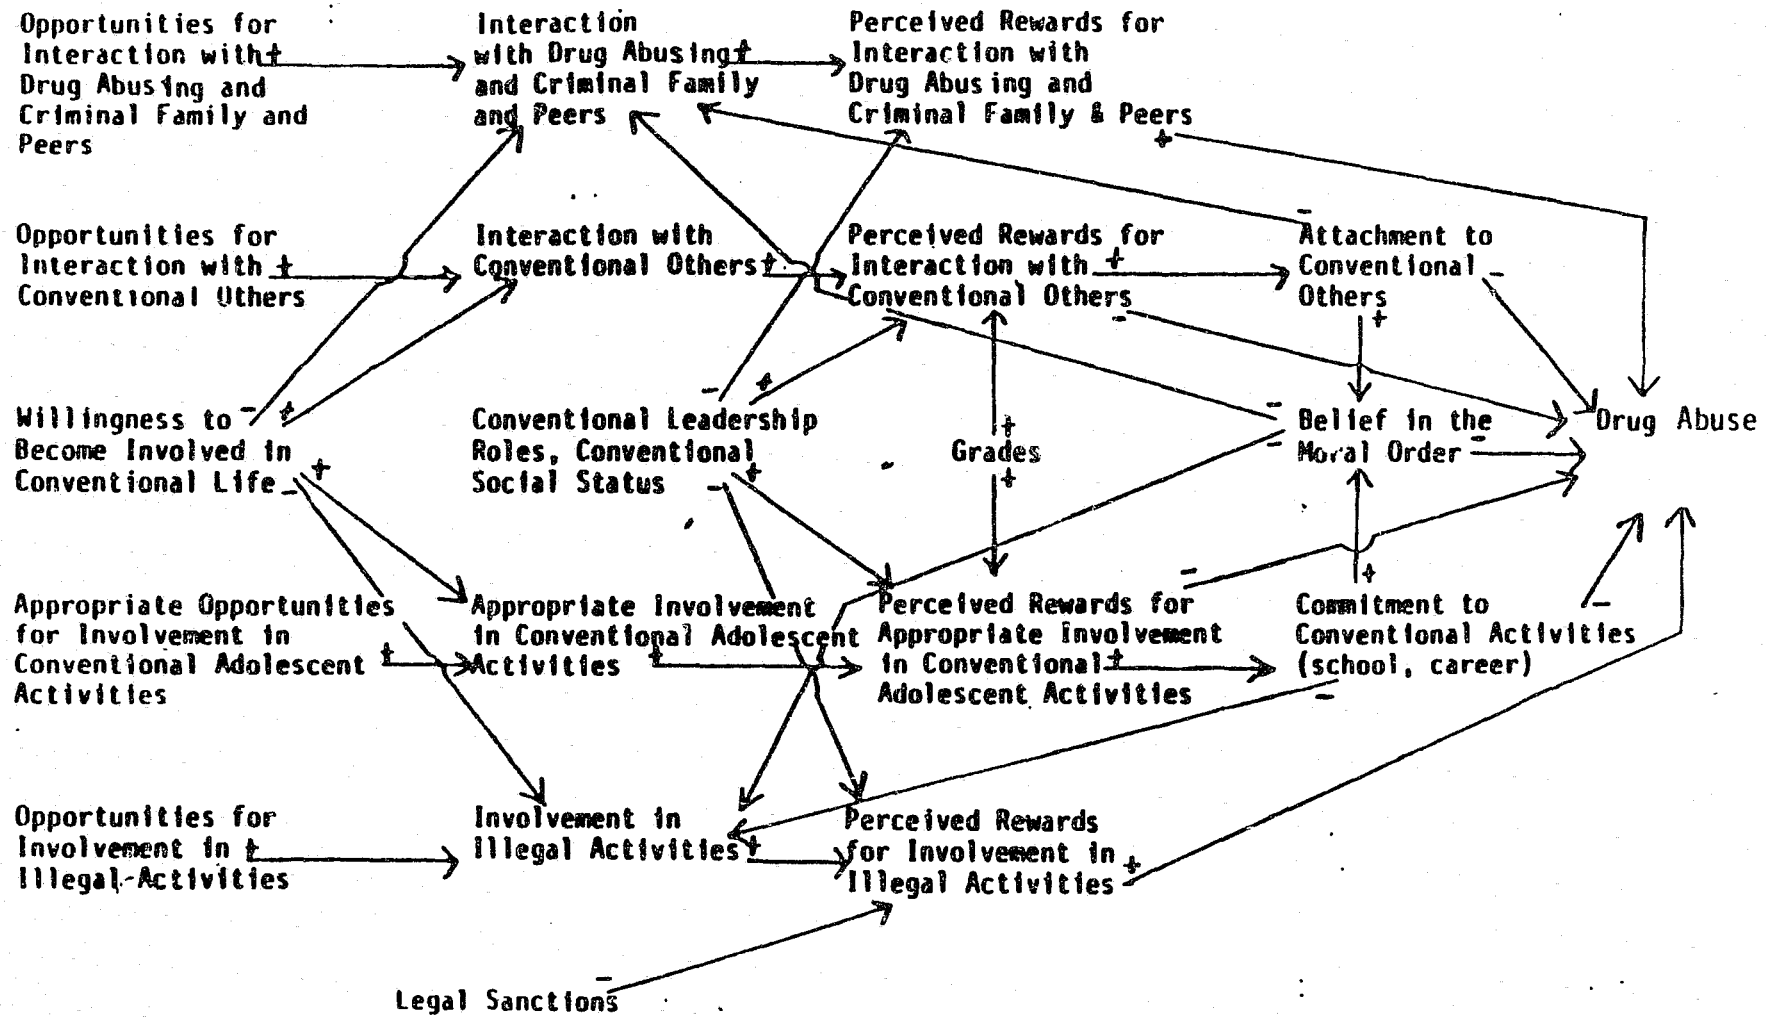 Opportunities for
Interaction with +
Drug Abusing and
Criminal Family and
Peers
Interaction
with Drug Abusing +
and Criminal Family
and Peers
Perceived Rewards for
Interaction with
Drug Abusing and
Criminal Family & Peers
+
Opportunities for
Interaction with +
Conventional Others
Interaction with
Conventional Others +
Perceived Rewards for
Interaction with +
Conventional Others
-
-
Attachment to
Conventional -
Others
+
Willingness to - +
Become Involved in
Conventional Life - +
- +
Conventional Leadership
Roles, Conventional
Social Status - +
+
Grades
+
-
-
Belief in the
Moral Order -
Drug Abuse
Appropriate Opportunities
for Involvement in
Conventional Adolescent +
Activities
Appropriate Involvement
in Conventional Adolescent
Activities +
-
Perceived Rewards for
Appropriate Involvement
in Conventional +
Adolescent Activities
+
Commitment to -
Conventional Activities
(school, career)
-
Opportunities for
Involvement in +
Illegal Activities
Involvement in
Illegal Activities +
Perceived Rewards
for Involvement in +
Illegal Activities
-
Legal Sanctions